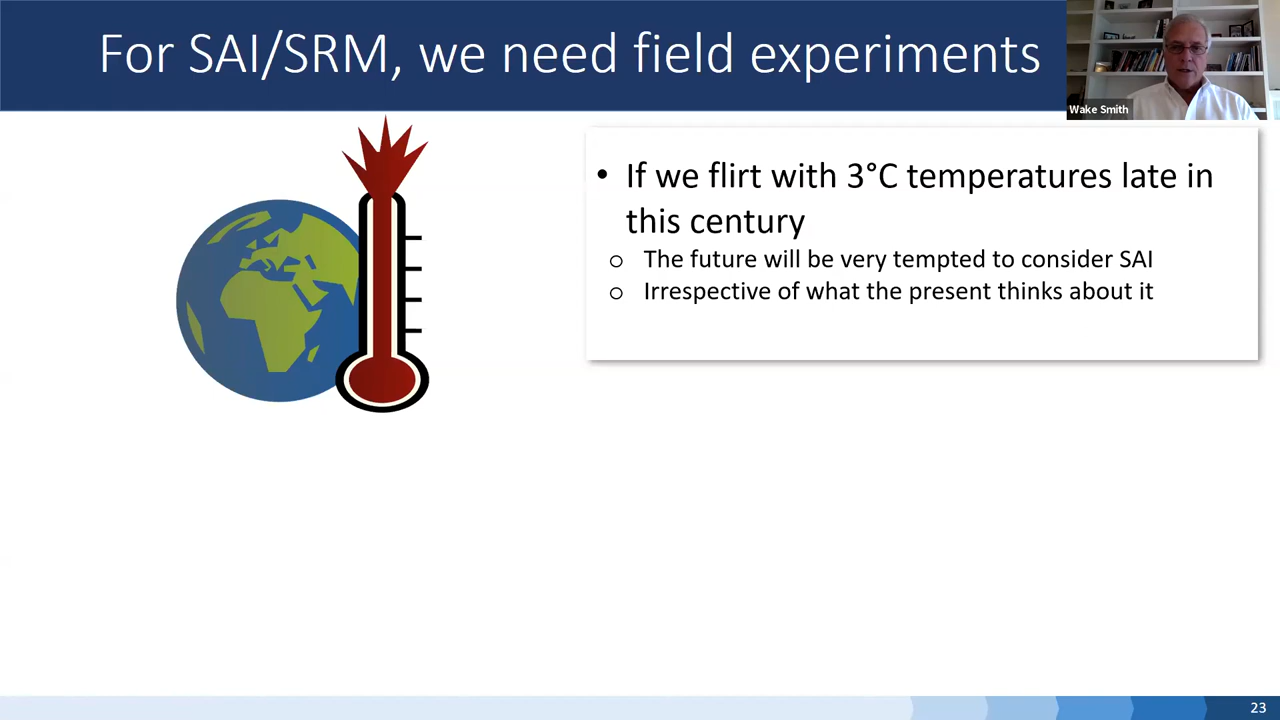 For SAI/SRM, we need field experiments
Wake Smith
• If we flirt with 3°C temperatures late in
this century
o The future will be very tempted to consider SAI
o Irrespective of what the present thinks about it
23